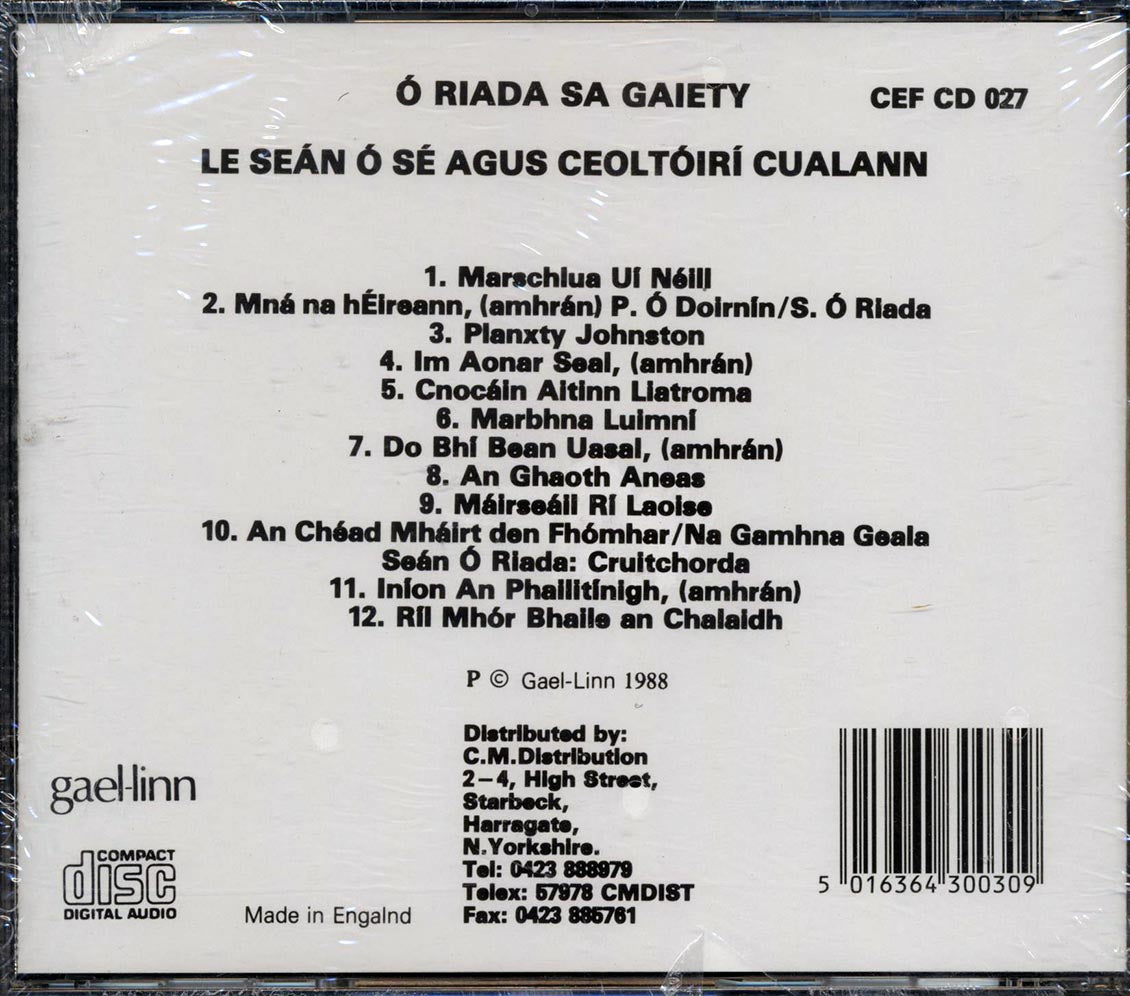 Ó RIADA SA GAIETY CEF CD 027
LE SEÁN Ó SÉ AGUS CEOLTÓIRÍ CUALANN
1. Marschlua Uí Néill
2. Mná na hÉireann, (amhrán) P. Ó Doirnín/S. Ó Riada
3. Planxty Johnston
4. Im Aonar Seal, (amhrán)
5. Cnocáin Aitinn Liatroma
6. Marbhna Luimní
7. Do Bhí Bean Uasal, (amhrán)
8. An Ghaoth Aneas
9. Máirseáil Rí Laoise
10. An Chéad Mháirt den Fhómhar/Na Gamhna Geala
Seán Ó Riada: Cruitchorda
11. Iníon An Phailitínigh, (amhrán)
12. Ríl Mhór Bhaile an Chalaidh
P © Gael-Linn 1988
Distributed by:
C.M.Distribution
2–4, High Street,
Starbeck,
Harragate,
N.Yorkshire.
Tel: 0423 888979
Telex: 57978 CMDIST
Fax: 0423 885761
gael-linn
COMPACT
disc
DIGITAL AUDIO
Made in Engalnd
5 016364 300309